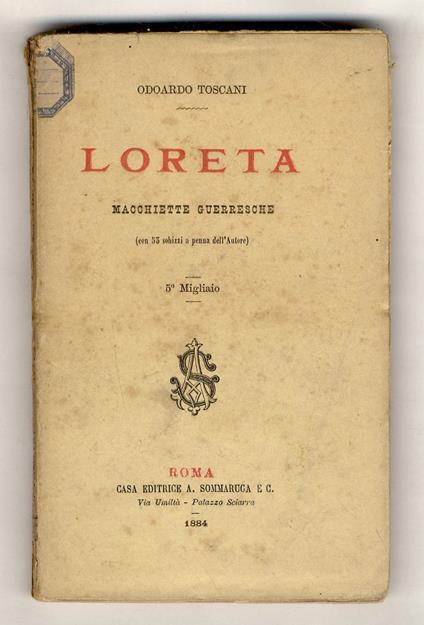 ODOARDO TOSCANI
LORETA
MACCHIETTE GUERRESCHE
(con 53 schizzi a penna dell'Autore)
5º Migliaio
ROMA
CASA EDITRICE A. SOMMARUGA E C.
Via Umiltà - Palazzo Sciarra
1884